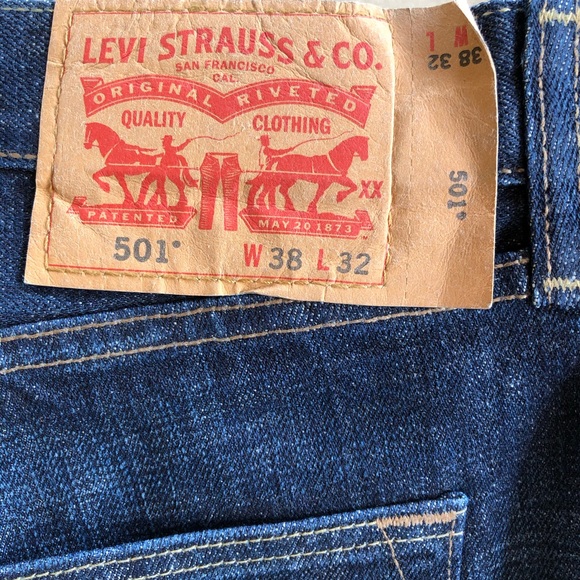 LEVI STRAUSS & CO.
SAN FRANCISCO
CAL.
ORIGINAL RIVETED
QUALITY CLOTHING
XX
PATENTED MAY 20 1873
501®
W 38 L 32
W L
38 32
501®